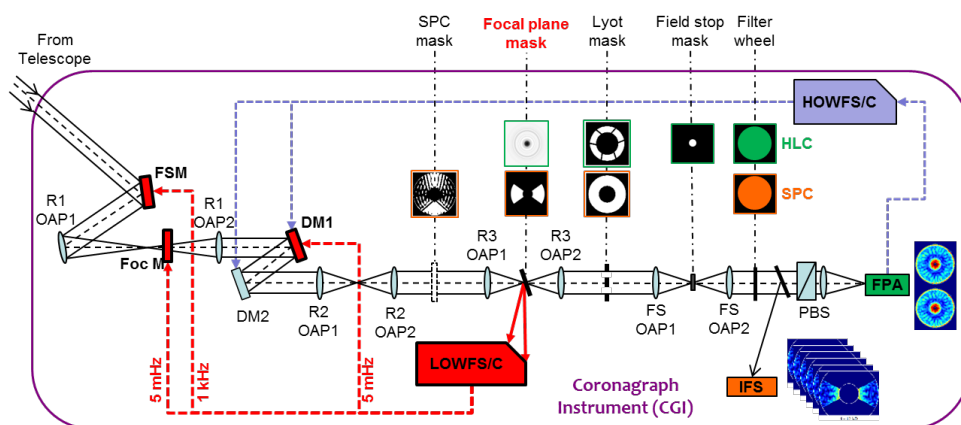 From
Telescope
SPC
mask
Focal plane
mask
Lyot
mask
Field stop
mask
Filter
wheel
HOWFS/C
HLC
SPC
FSM
R1
OAP1
R1
OAP2
Foc M
DM1
DM2
R2
OAP1
R2
OAP2
R3
OAP1
R3
OAP2
FS
OAP1
FS
OAP2
PBS
FPA
5 mHz
1 kHz
5 mHz
LOWFS/C
IFS
Coronagraph
Instrument (CGI)